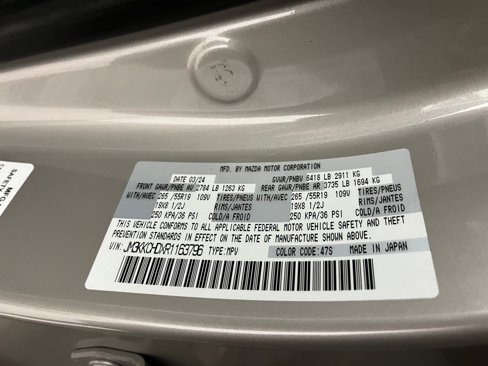 MFD. BY MAZDA MOTOR CORPORATION
DATE 03/24 GVWR/PNBV 6418 LB 2911 KG
FRONT GAWR/PNBE AV 2784 LB 1263 KG REAR GAWR/PNBE AR 3735 LB 1694 KG
WITH/AVEC 265/55R19 109V TIRES/PNEUS WITH/AVEC 265/55R19 109V TIRES/PNEUS
19X8 1/2J RIMS/JANTES 19X8 1/2J RIMS/JANTES
250 KPA/36 PSI COLD/A FROID 250 KPA/36 PSI COLD/A FROID
THIS VEHICLE CONFORMS TO ALL APPLICABLE FEDERAL MOTOR VEHICLE SAFETY AND THEFT
PREVENTION STANDARDS IN EFFECT ON THE DATE OF MANUFACTURE SHOWN ABOVE.
VIN: TYPE:MPV COLOR CODE:47S MADE IN JAPAN